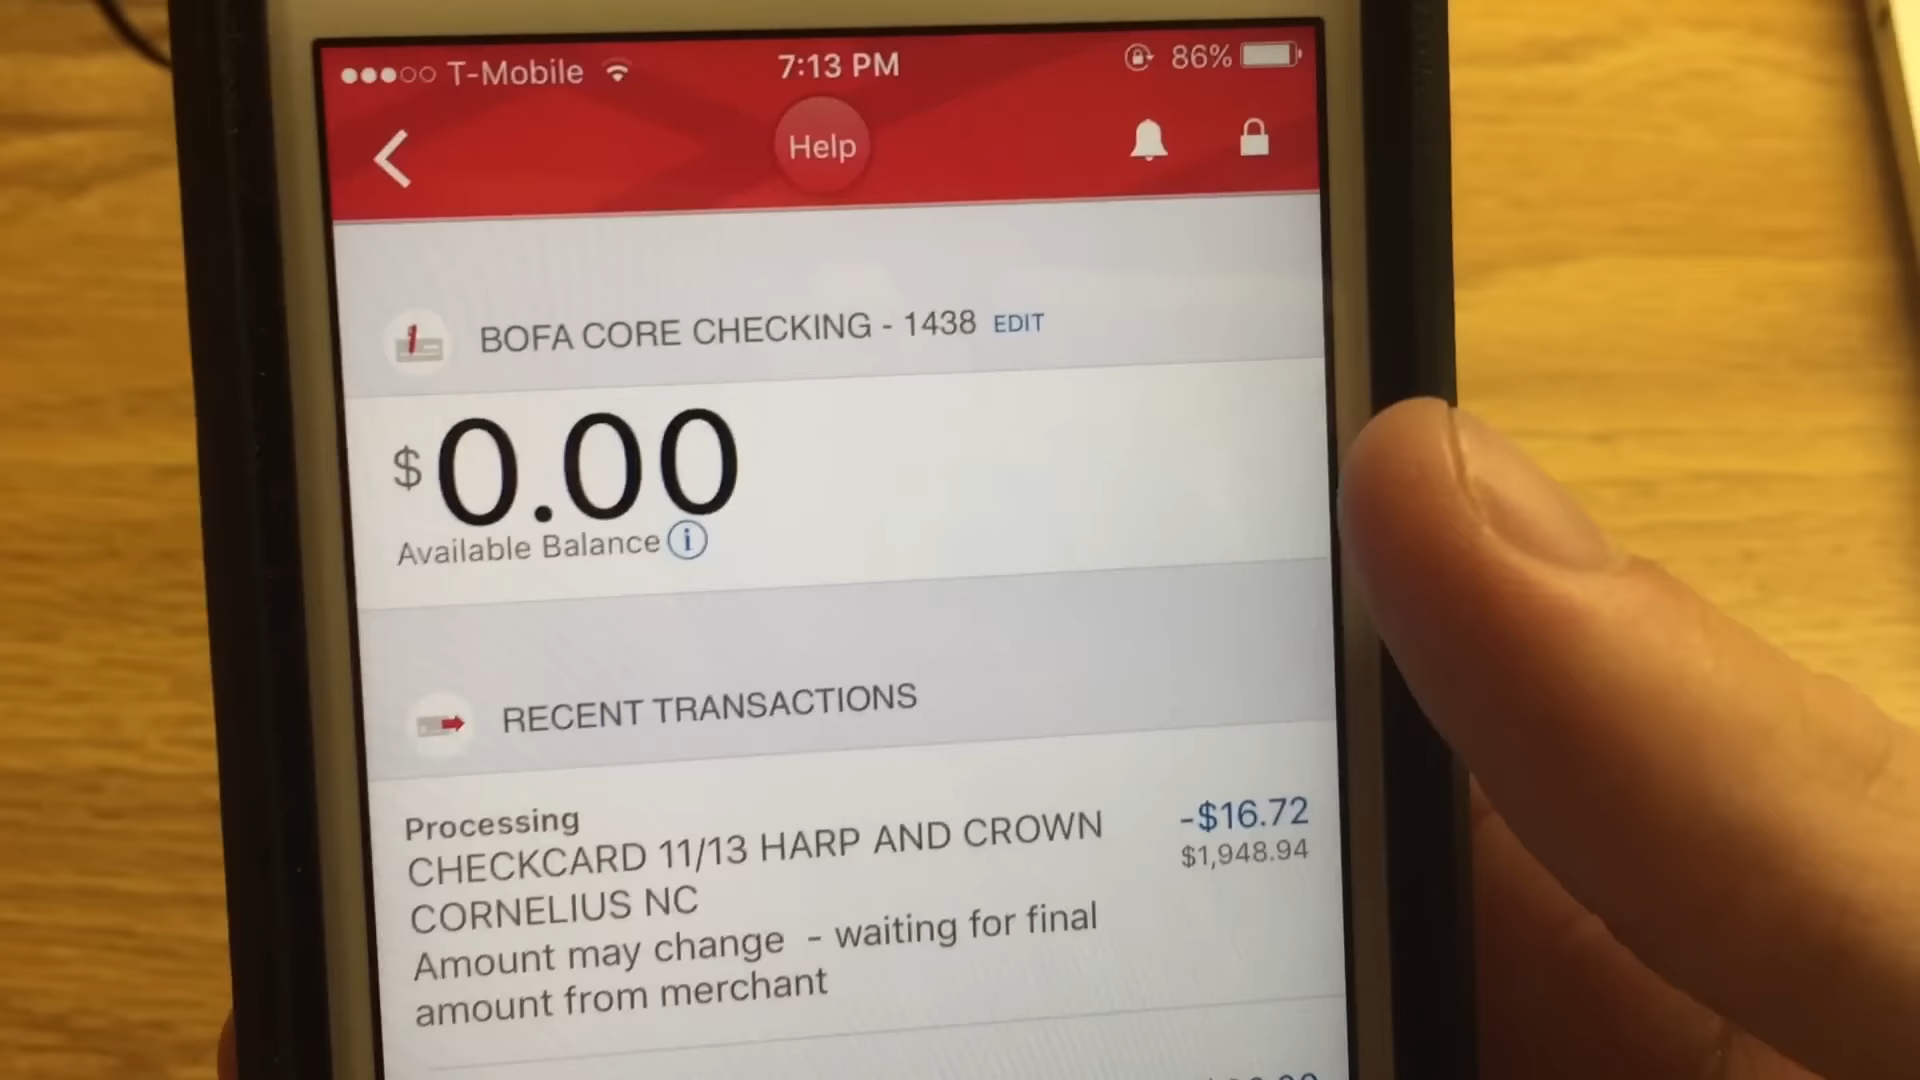 T-Mobile 7:13 PM 86%
Help
BOFA CORE CHECKING - 1438 EDIT
$0.00
Available Balance i
RECENT TRANSACTIONS
Processing
CHECKCARD 11/13 HARP AND CROWN -$16.72
CORNELIUS NC $1,948.94
Amount may change - waiting for final
amount from merchant